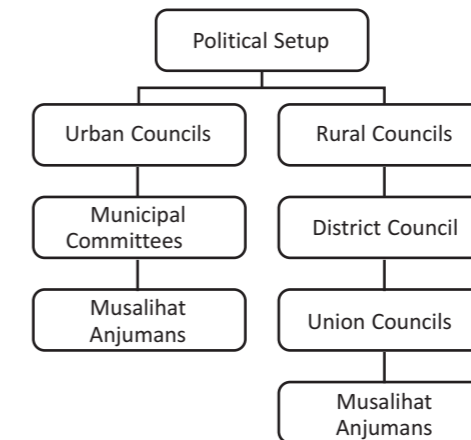 Political Setup
Urban Councils
Rural Councils
Municipal
Committees
District Council
Musalihat
Anjumans
Union Councils
Musalihat
Anjumans